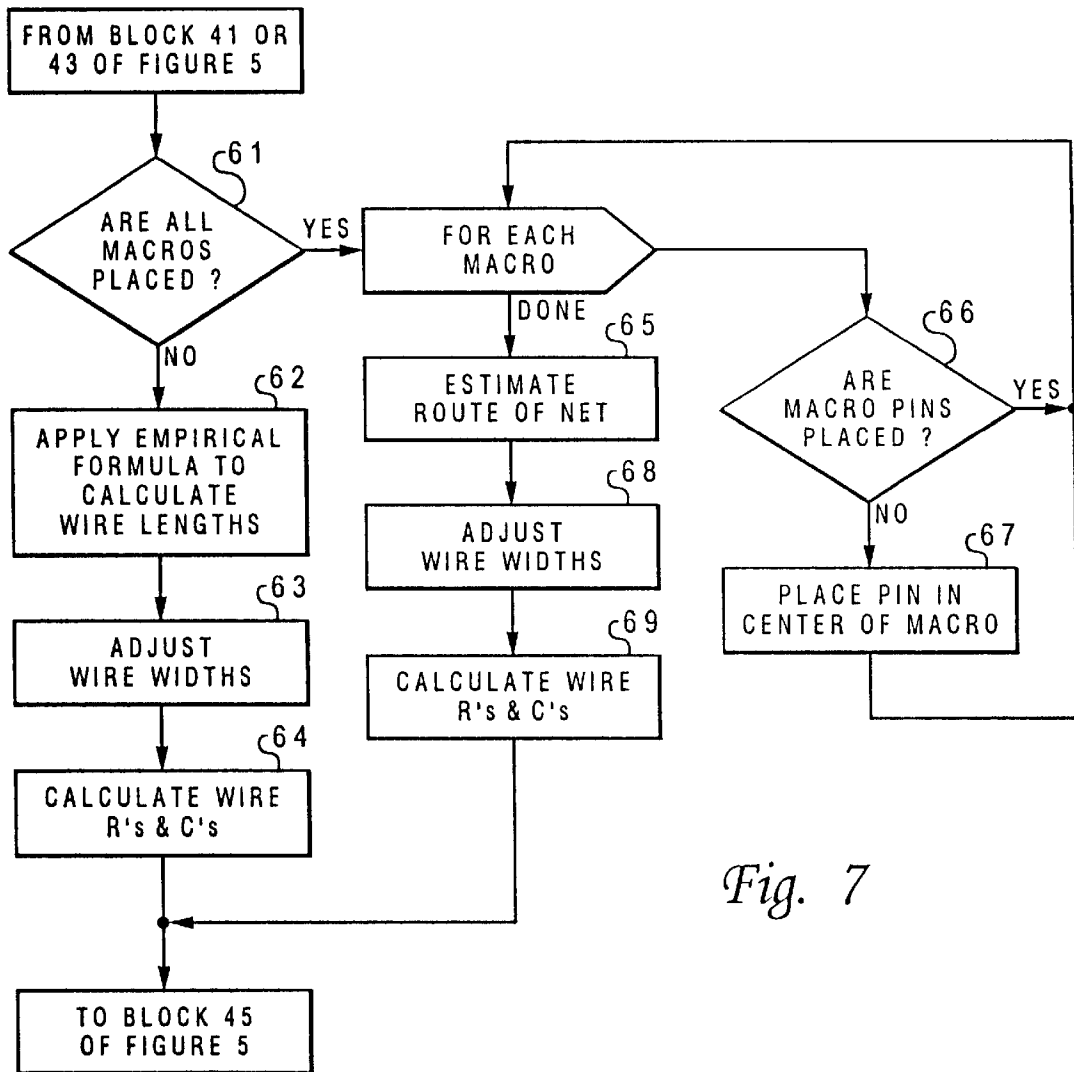 FROM BLOCK 41 OR
43 OF FIGURE 5
61
ARE ALL
MACROS
PLACED ?
YES
NO
FOR EACH
MACRO
DONE
62
APPLY EMPIRICAL
FORMULA TO
CALCULATE
WIRE LENGTHS
63
ADJUST
WIRE WIDTHS
64
CALCULATE WIRE
R's & C's
65
ESTIMATE
ROUTE OF NET
68
ADJUST
WIRE WIDTHS
69
CALCULATE WIRE
R's & C's
66
ARE
MACRO PINS
PLACED ?
YES
NO
67
PLACE PIN IN
CENTER OF MACRO
TO BLOCK 45
OF FIGURE 5
Fig. 7